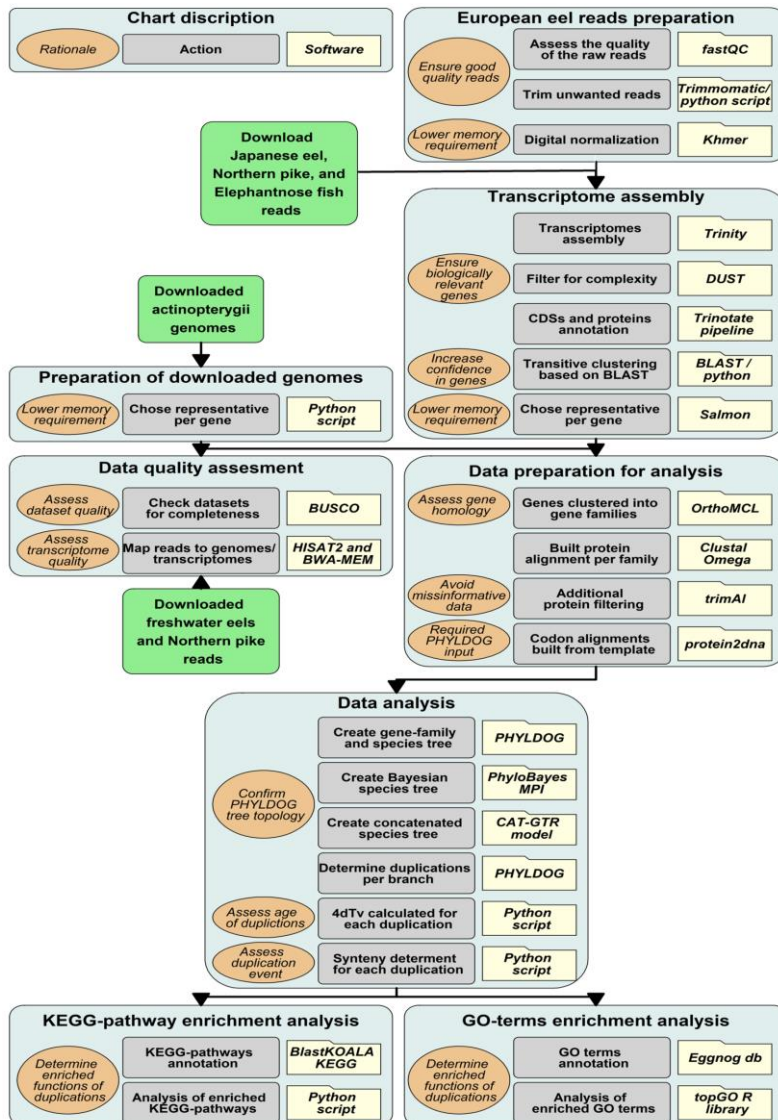 Chart discription
Rationale
Action
Software
European eel reads preparation
Ensure good
quality reads
Assess the quality
of the raw reads
fastQC
Trim unwanted reads
Trimmomatic/
python script
Lower memory
requirement
Digital normalization
Khmer
Download
Japanese eel,
Northern pike, and
Elephantnose fish
reads
Transcriptome assembly
Transcriptomes
assembly
Trinity
Ensure
biologically
relevant
genes
Filter for complexity
DUST
CDSs and proteins
annotation
Trinotate
pipeline
Increase
confidence
in genes
Transitive clustering
based on BLAST
BLAST /
python
Lower memory
requirement
Chose representative
per gene
Salmon
Downloaded
actinopterygii
genomes
Preparation of downloaded genomes
Lower memory
requirement
Chose representative
per gene
Python
script
Data quality assesment
Assess
dataset quality
Check datasets
for completeness
BUSCO
Assess
transcriptome
quality
Map reads to genomes/
transcriptomes
HISAT2 and
BWA-MEM
Downloaded
freshwater eels
and Northern pike
reads
Data preparation for analysis
Assess gene
homology
Genes clustered into
gene families
OrthoMCL
Built protein
alignment per family
Clustal
Omega
Avoid
missinformative
data
Additional
protein filtering
trimAl
Required
PHYLDOG
input
Codon alignments
built from template
protein2dna
Data analysis
Create gene-family
and species tree
PHYLDOG
Confirm
PHYLDOG
tree topology
Create Bayesian
species tree
PhyloBayes
MPI
Create concatenated
species tree
CAT-GTR
model
Determine duplications
per branch
PHYLDOG
Assess age
of duplictions
4dTv calculated for
each duplication
Python
script
Assess
duplication
event
Synteny determent
for each duplication
Python
script
KEGG-pathway enrichment analysis
Determine
enriched
functions of
duplications
KEGG-pathways
annotation
BlastKOALA
KEGG
Analysis of enriched
KEGG-pathways
Python
script
GO-terms enrichment analysis
Determine
enriched
functions of
duplications
GO terms
annotation
Eggnog db
Analysis of
enriched GO terms
topGO R
library